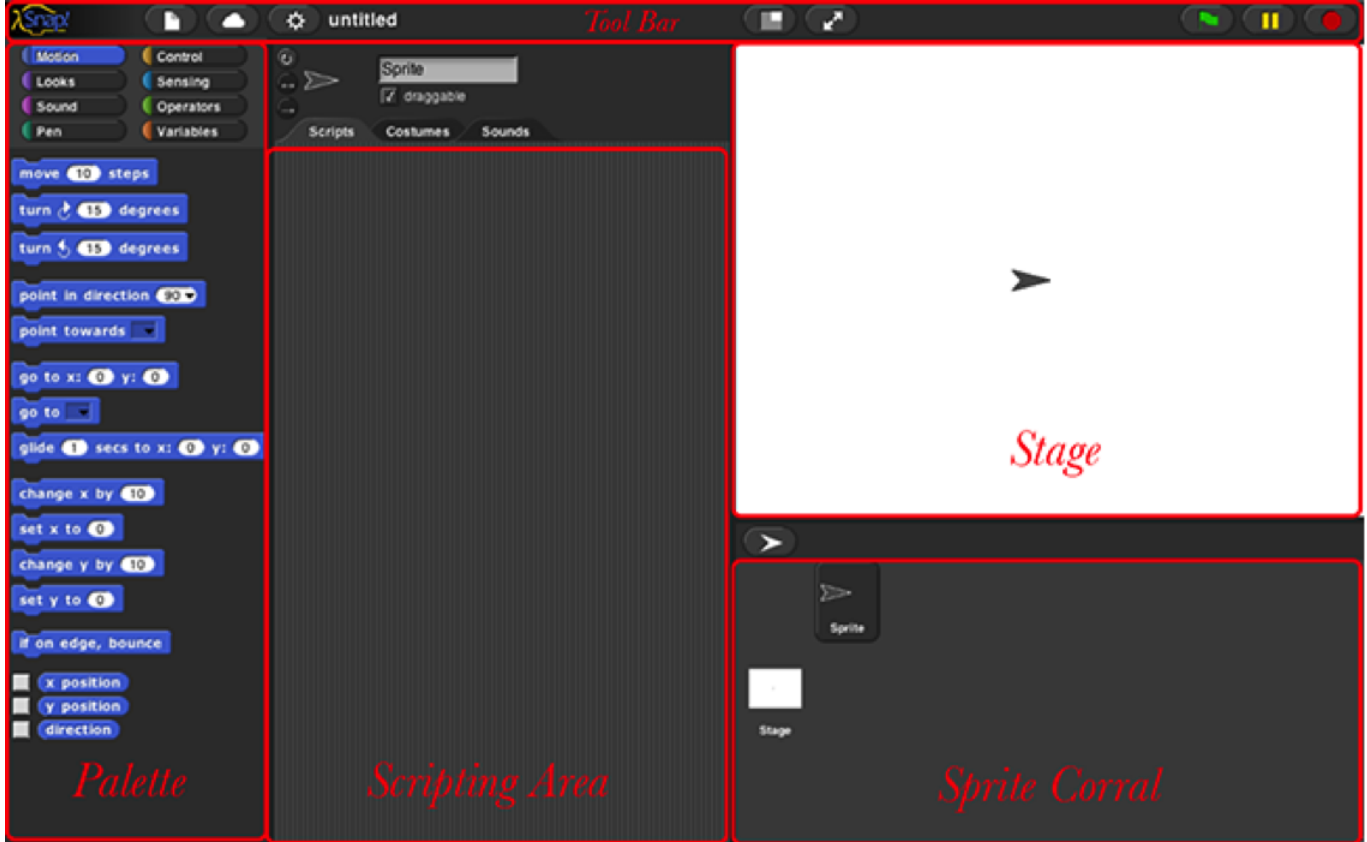 λSnap!
untitled
Tool Bar
Motion
Control
Looks
Sensing
Sound
Operators
Pen
Variables
move 10 steps
turn 15 degrees
turn 15 degrees
point in direction 90
point towards
go to x: 0 y: 0
go to
glide 1 secs to x: 0 y: 0
change x by 10
set x to 0
change y by 10
set y to 0
if on edge, bounce
x position
y position
direction
Palette
Sprite
draggable
Scripts Costumes Sounds
Scripting Area
Stage
Sprite
Stage
Sprite Corral